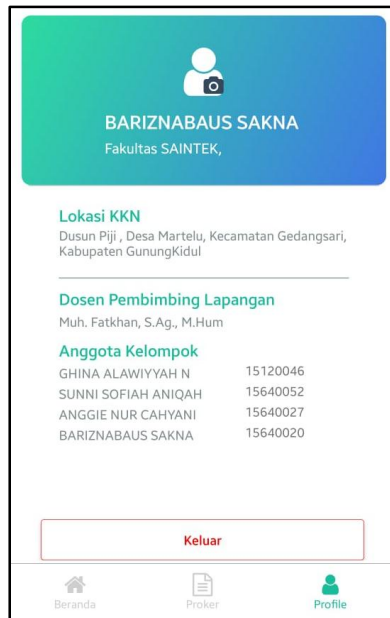 BARIZNABAUS SAKNA
Fakultas SAINTEK,
Lokasi KKN
Dusun Piji , Desa Martelu, Kecamatan Gedangsari,
Kabupaten GunungKidul
Dosen Pembimbing Lapangan
Muh. Fatkhan, S.Ag., M.Hum
Anggota Kelompok
GHINA ALAWIYYAH N 15120046
SUNNI SOFIAH ANIQAH 15640052
ANGGIE NUR CAHYANI 15640027
BARIZNABAUS SAKNA 15640020
Keluar
Beranda Proker Profile